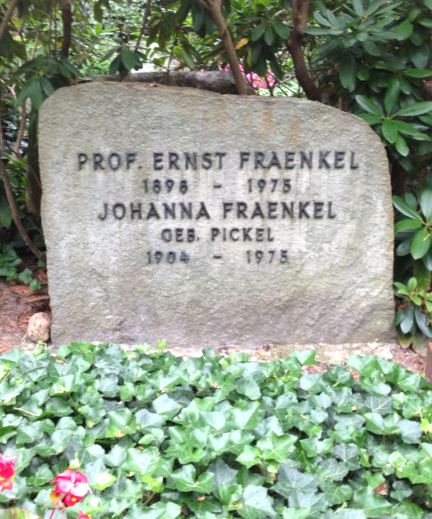 PROF. ERNST FRAENKEL
1898 - 1975
JOHANNA FRAENKEL
GEB. PICKEL
1904 - 1975